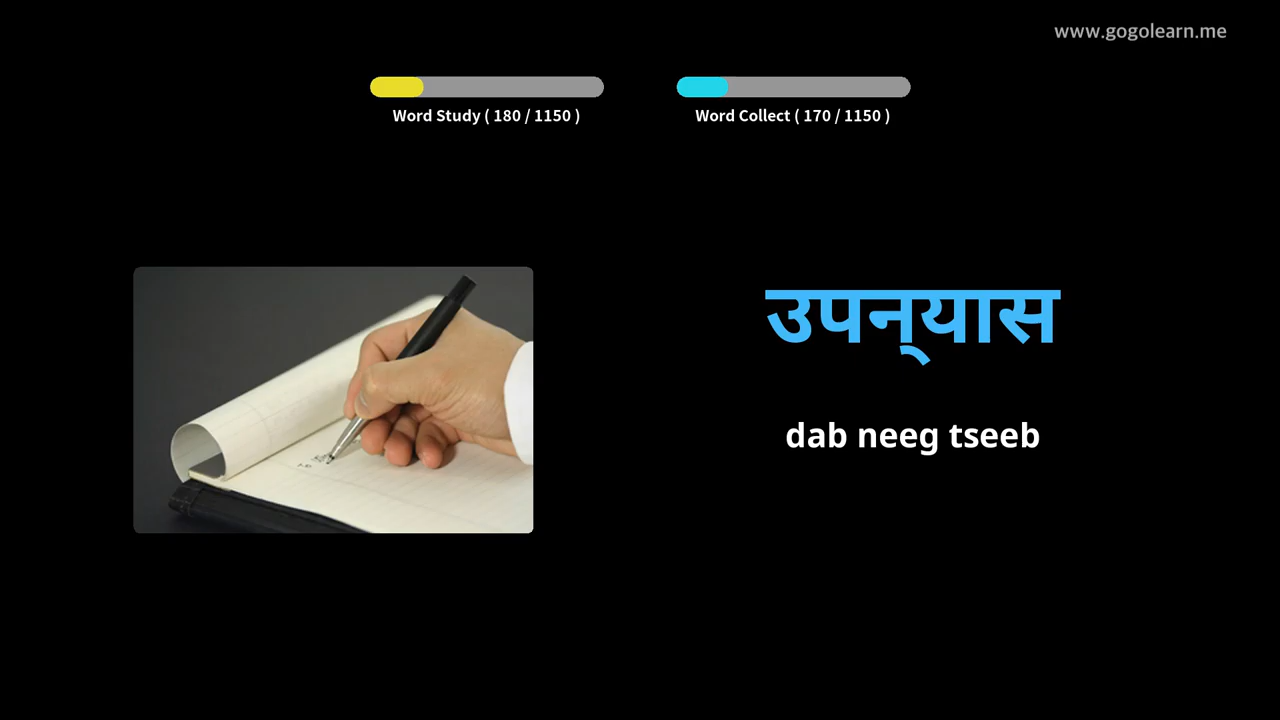 www.gogolearn.me
Word Study ( 180 / 1150 )
Word Collect ( 170 / 1150 )
उपन्‌यास
dab neeg tseeb